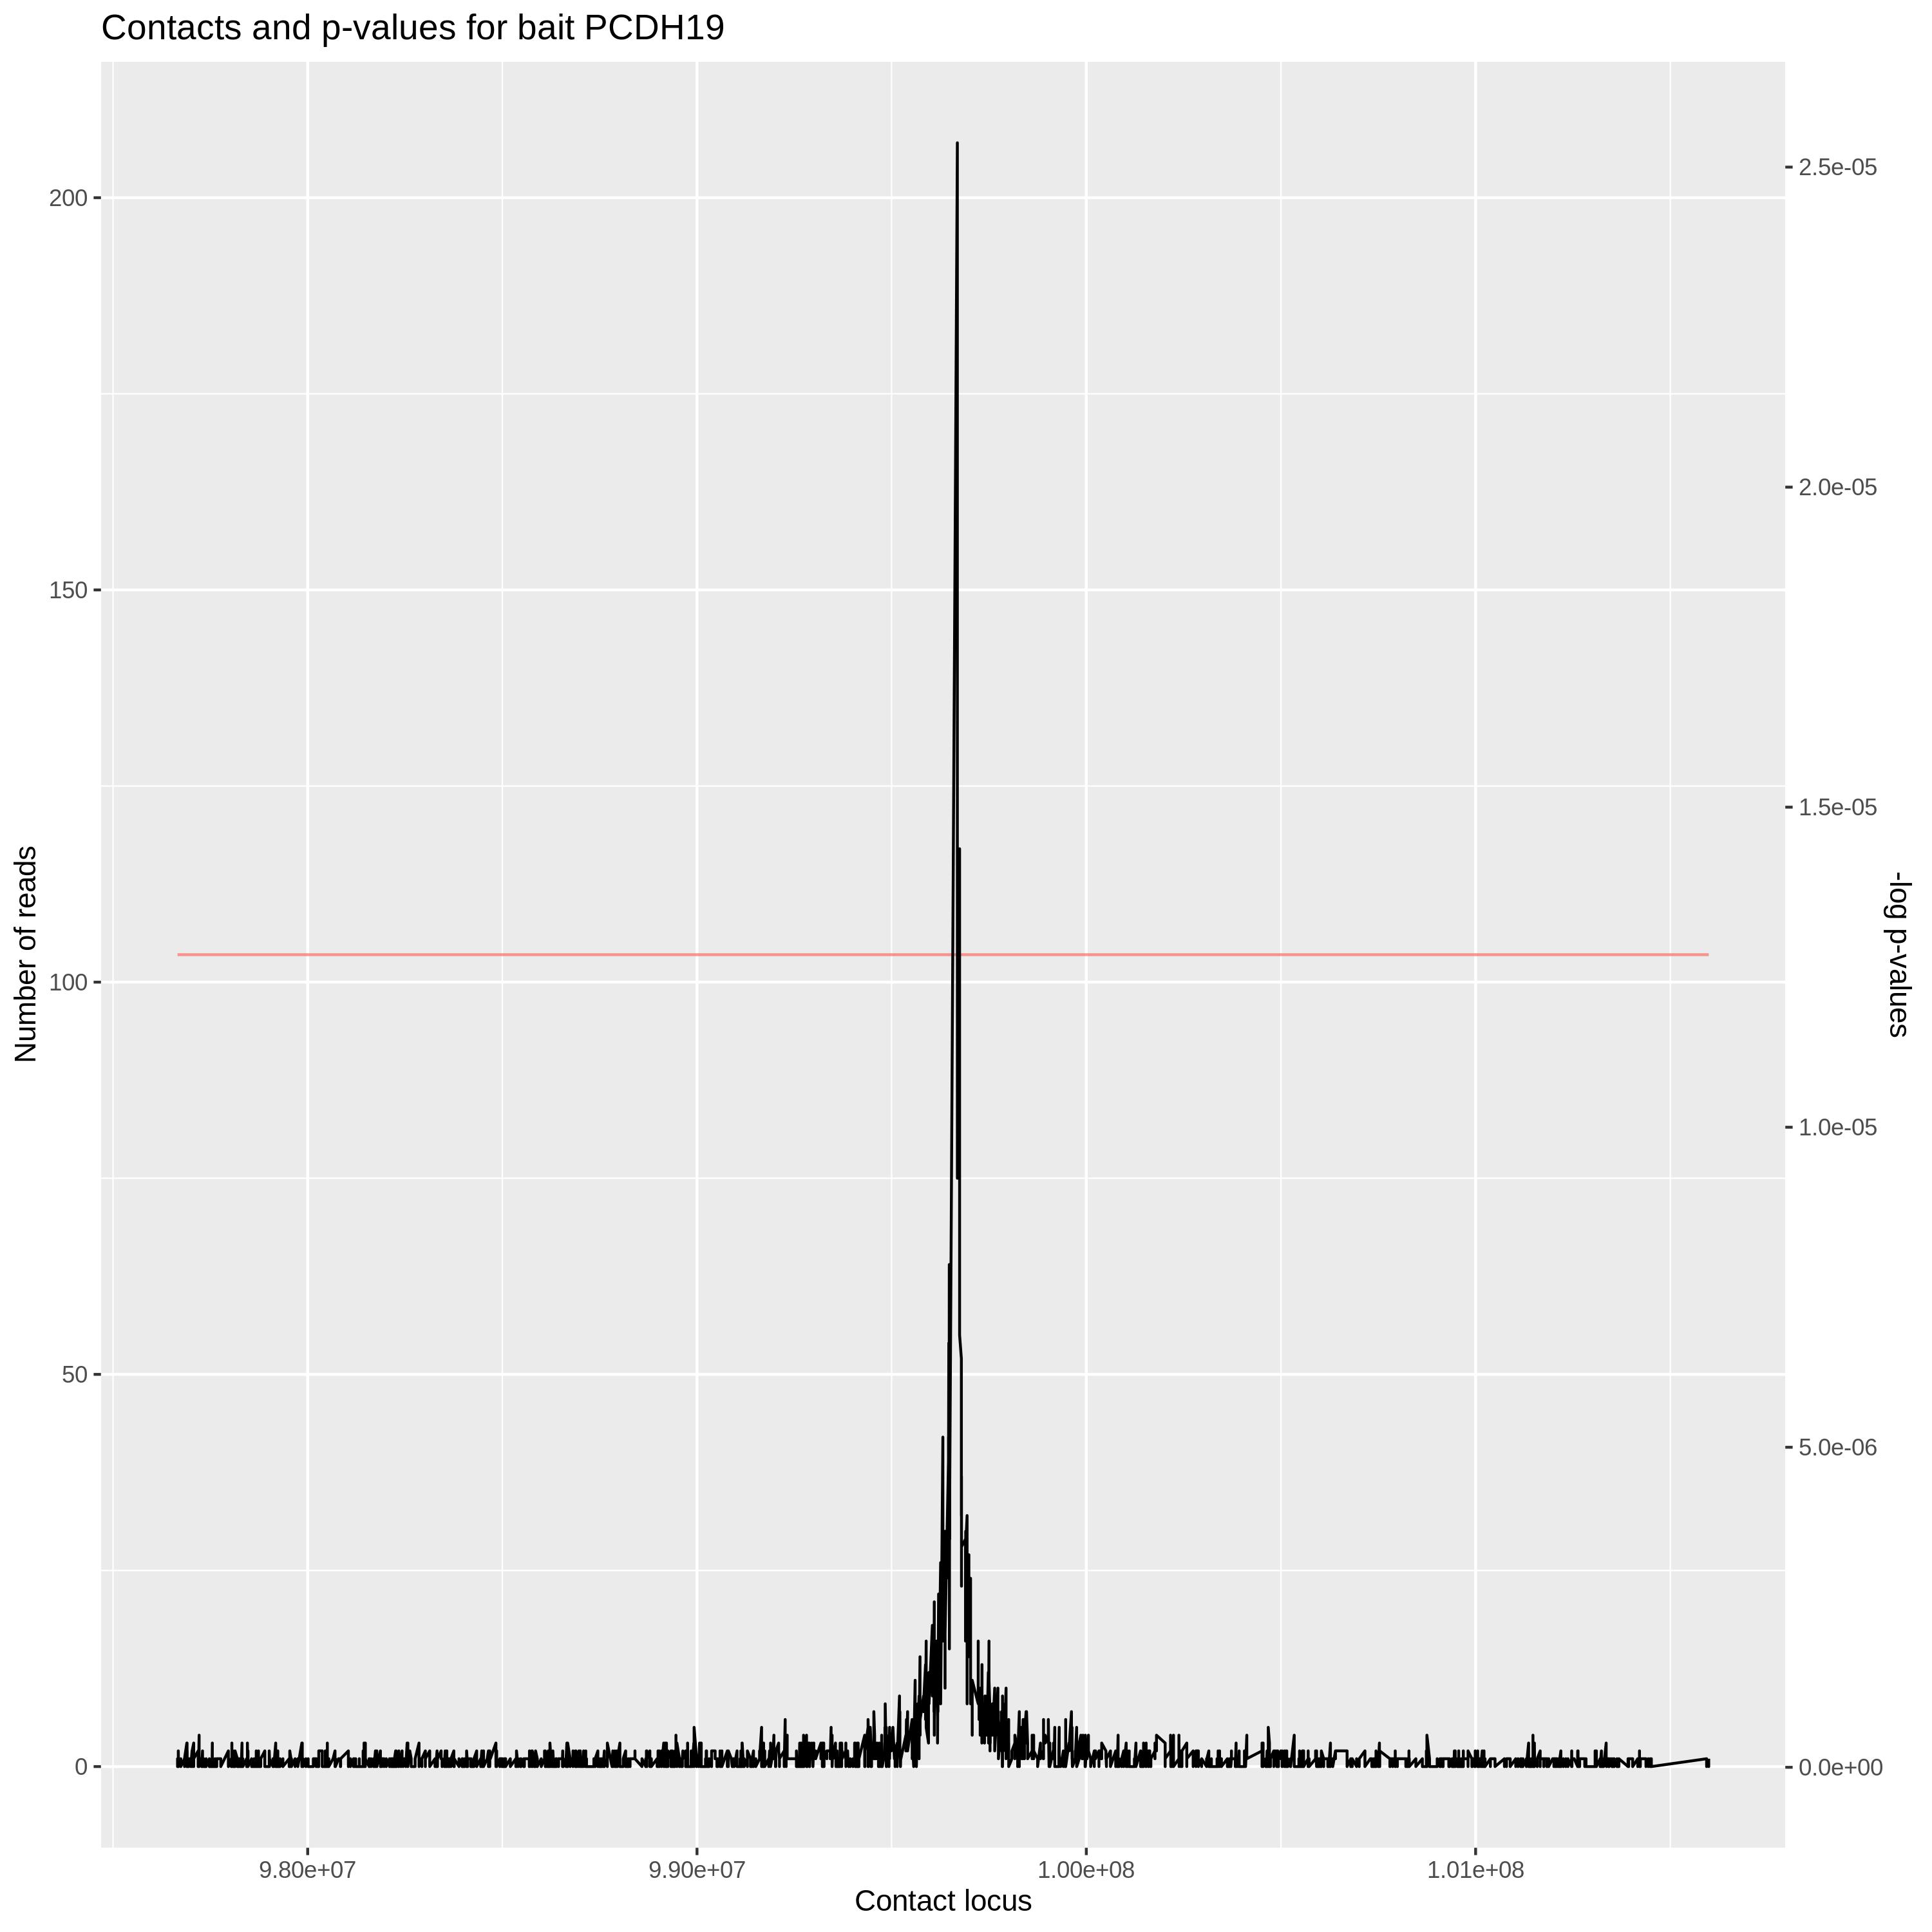 Contacts and p-values for bait PCDH19
Number of reads
200
150
100
50
0
2.5e-05
2.0e-05
1.5e-05
1.0e-05
5.0e-06
0.0e+00
-log p-values
9.80e+07
9.90e+07
1.00e+08
1.01e+08
Contact locus